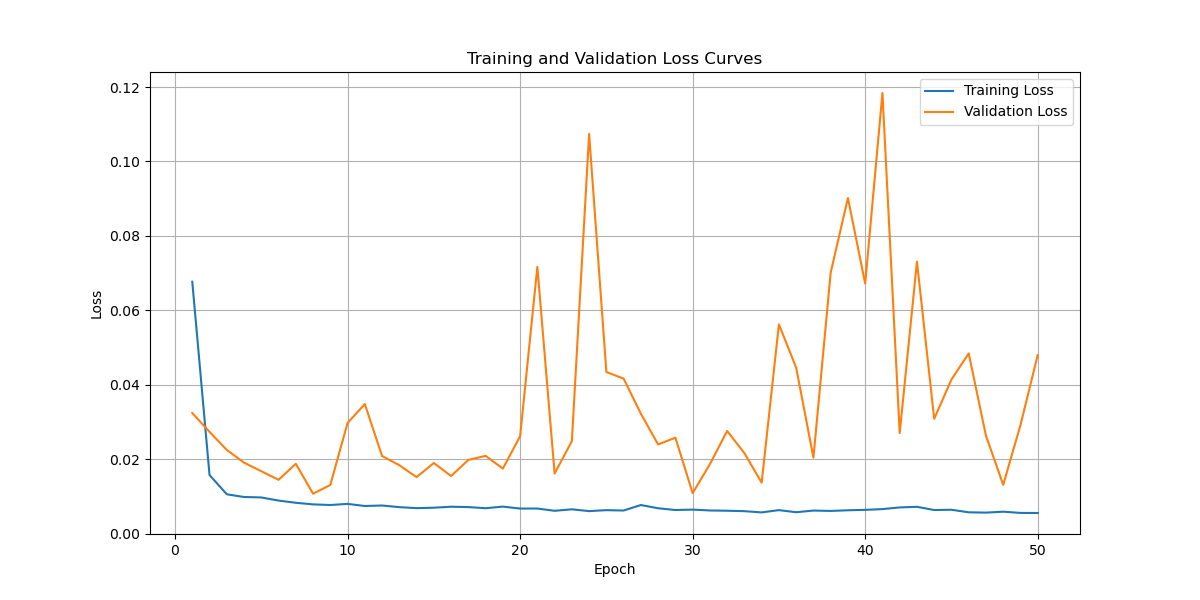 Training and Validation Loss Curves
Training Loss
Validation Loss
Loss
0.12
0.10
0.08
0.06
0.04
0.02
0.00
0 10 20 30 40 50
Epoch